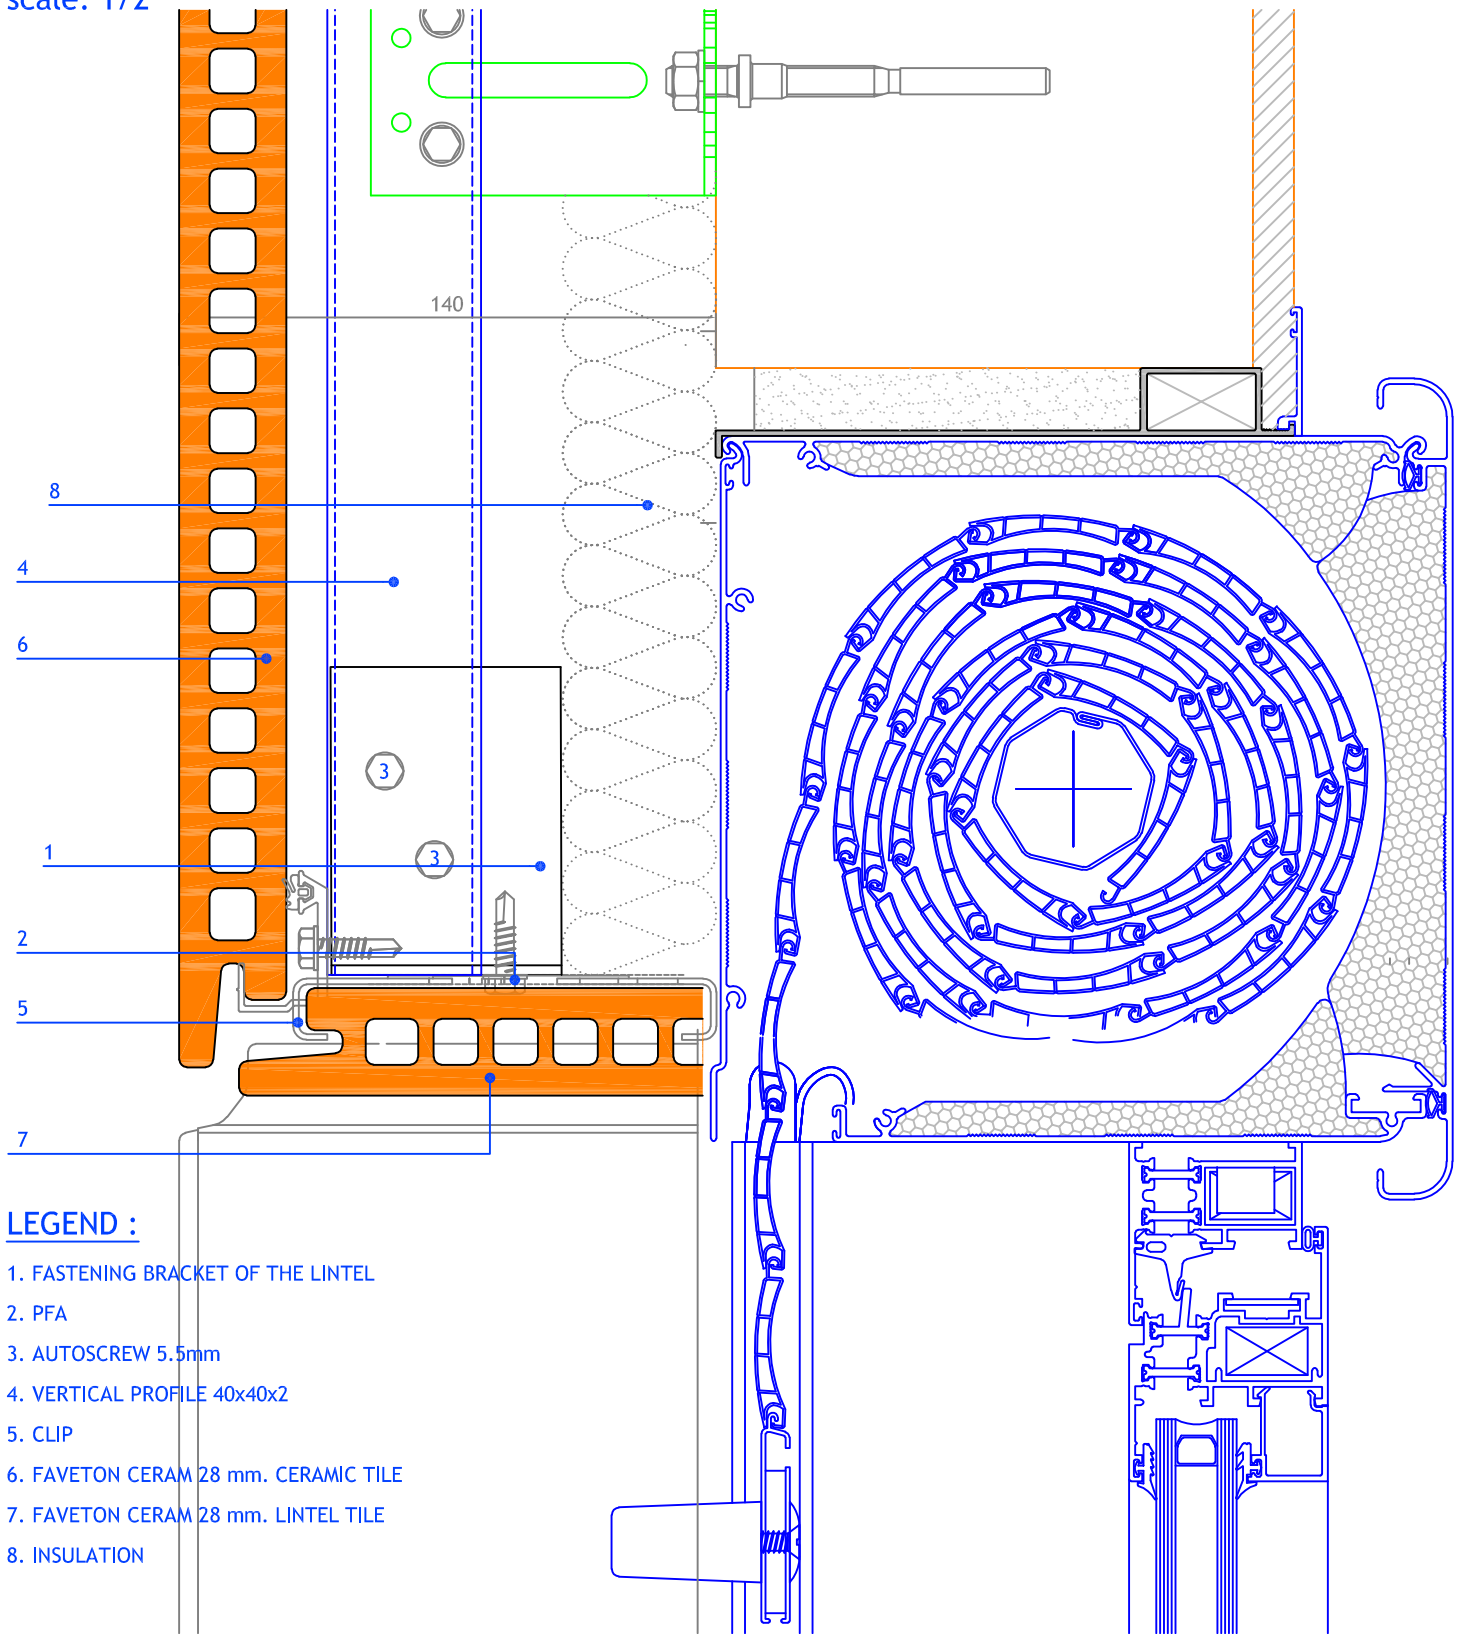 scale: 1/2
140
8
4
6
3
3
1
2
5
7
LEGEND :
1. FASTENING BRACKET OF THE LINTEL
2. PFA
3. AUTOSCREW 5.5mm
4. VERTICAL PROFILE 40x40x2
5. CLIP
6. FAVETON CERAM 28 mm. CERAMIC TILE
7. FAVETON CERAM 28 mm. LINTEL TILE
8. INSULATION